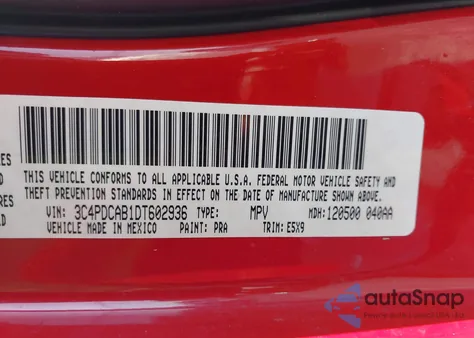 ES
THIS VEHICLE CONFORMS TO ALL APPLICABLE U.S.A. FEDERAL MOTOR VEHICLE SAFETY AND
THEFT PREVENTION STANDARDS IN EFFECT ON THE DATE OF MANUFACTURE SHOWN ABOVE.
VIN: 3C4PDCAB1DT602936 TYPE: MPV MDH: 120500 040AA
VEHICLE MADE IN MEXICO PAINT: PRA TRIM: E5X9
autoSnap